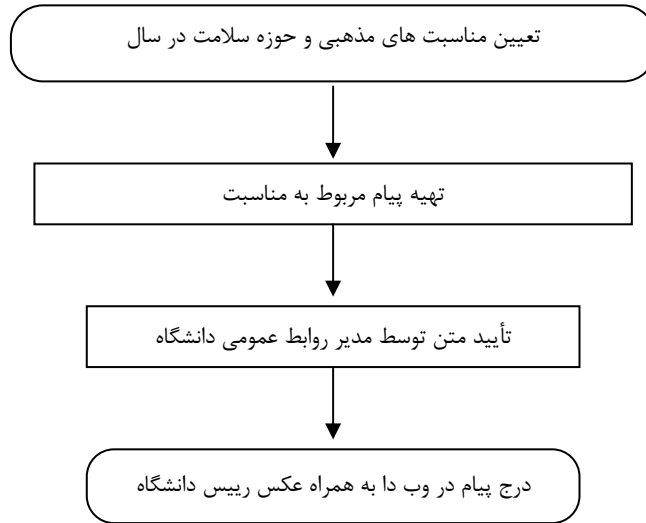 تعیین مناسبت های مذهبی و حوزه سلامت در سال
تهیه پیام مربوط به مناسبت
تأیید متن توسط مدیر روابط عمومی دانشگاه
درج پیام در وب دا به همراه عکس رییس دانشگاه